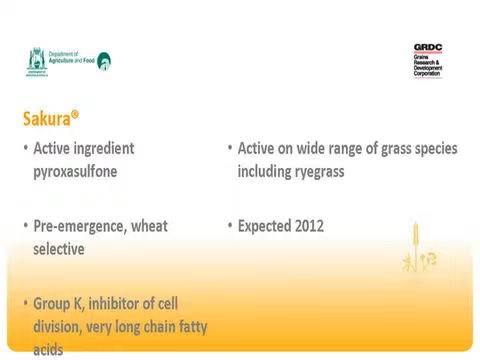 Department of
Agriculture and Food
GRDC
Grains
Research &
Development
Corporation
Sakura®
• Active ingredient
pyroxasulfone
• Pre-emergence, wheat
selective
• Group K, inhibitor of cell
division, very long chain fatty
acids
• Active on wide range of grass species
including ryegrass
• Expected 2012